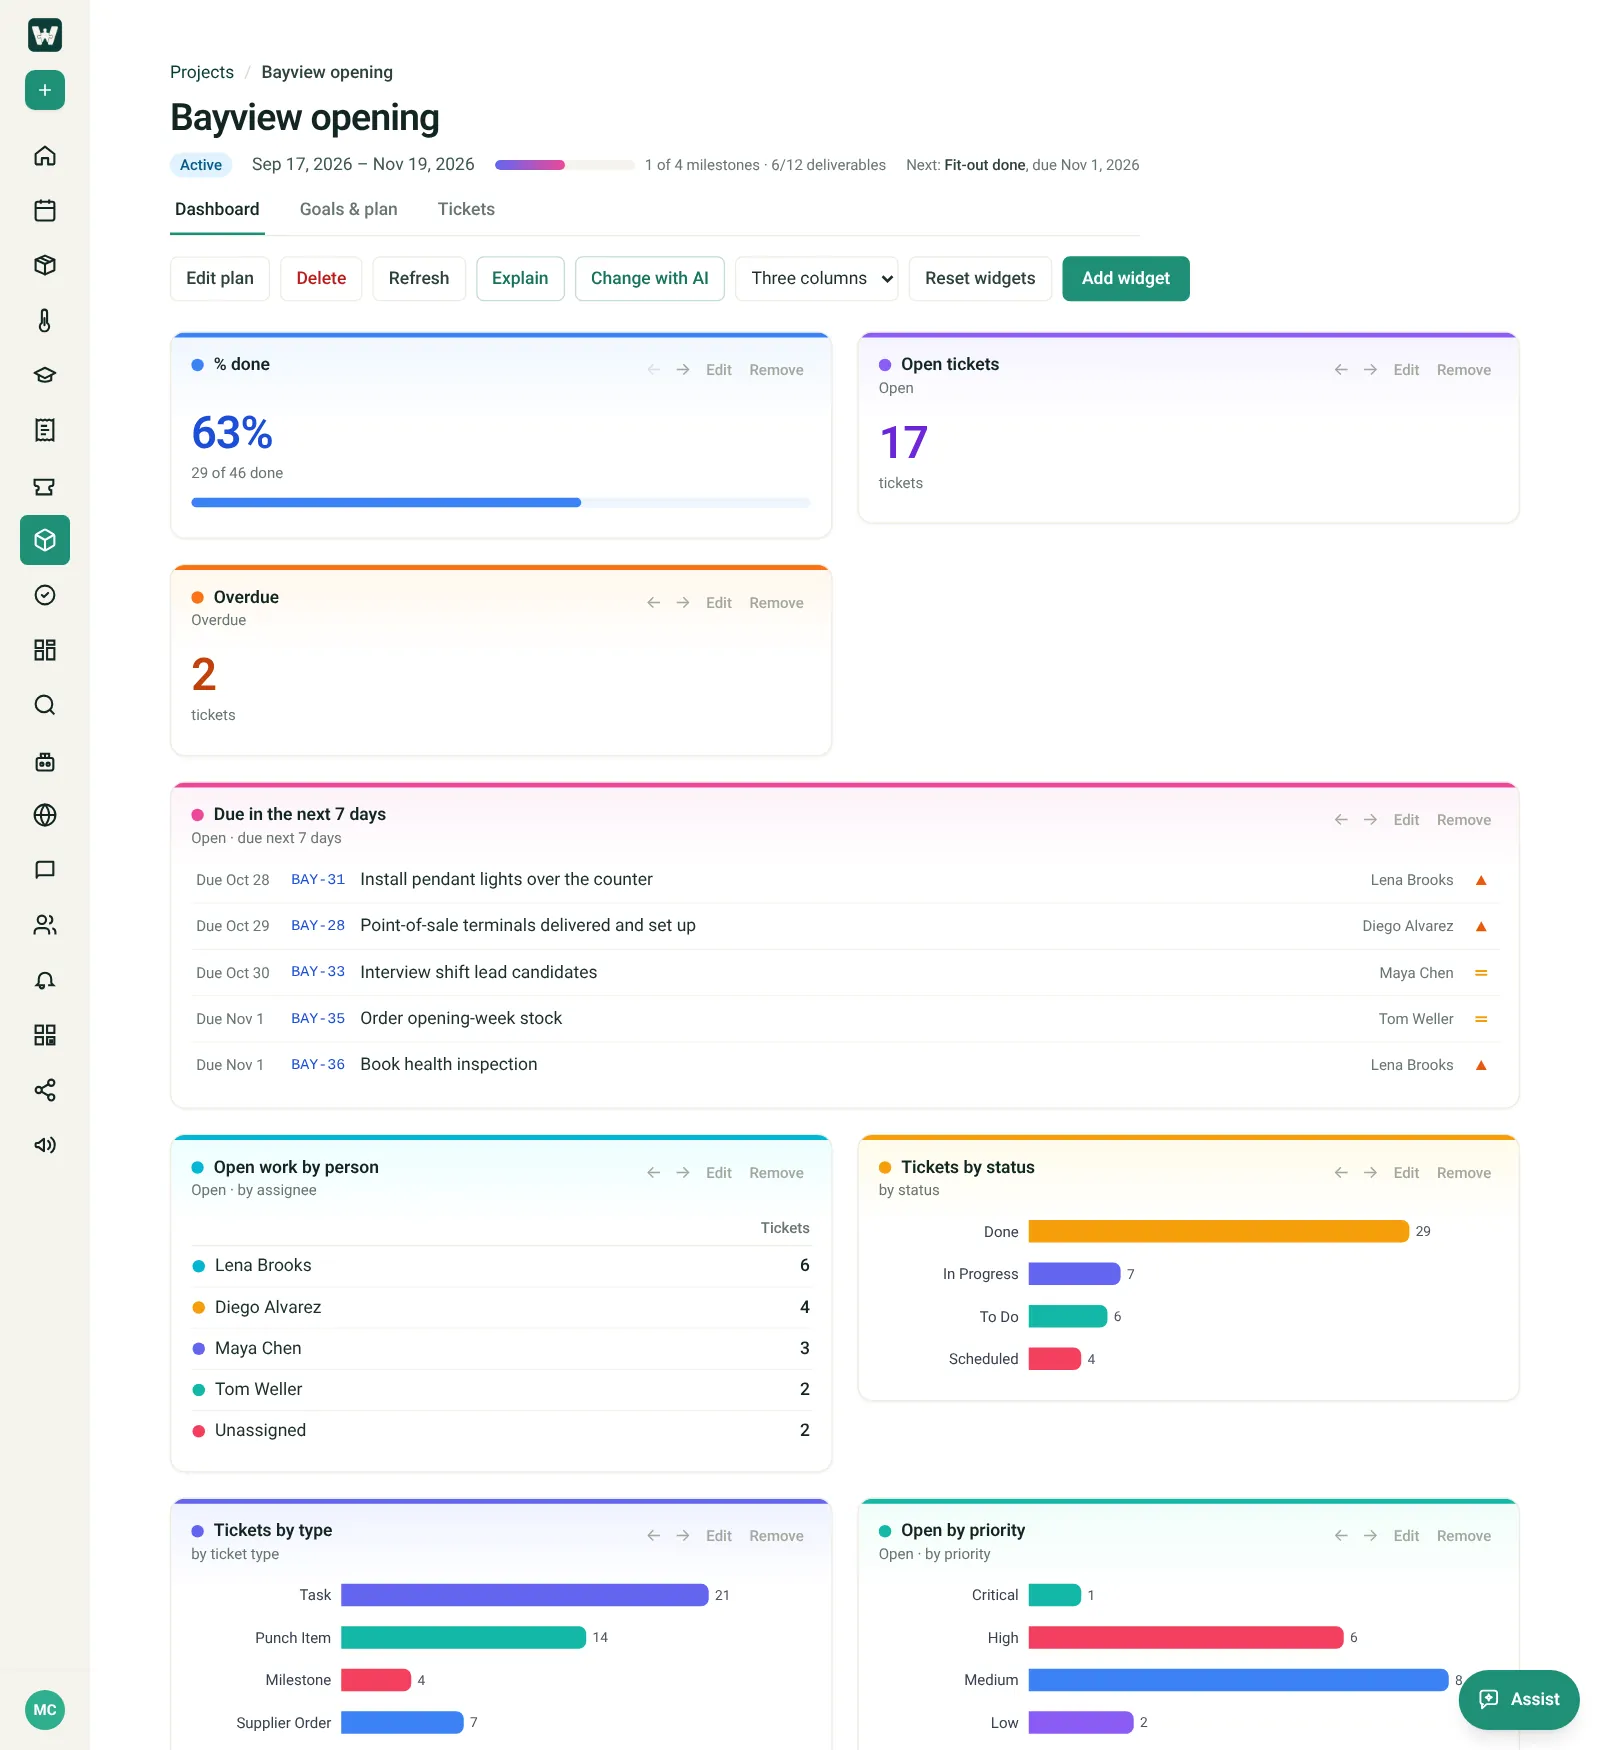 W
+
Projects / Bayview opening
Bayview opening
Active Sep 17, 2026 – Nov 19, 2026 1 of 4 milestones · 6/12 deliverables Next: Fit-out done, due Nov 1, 2026
Dashboard Goals & plan Tickets
Edit plan Delete Refresh Explain Change with AI Three columns Reset widgets Add widget
% done ← → Edit Remove
63%
29 of 46 done
Open tickets ← → Edit Remove
Open
17
tickets
Overdue ← → Edit Remove
Overdue
2
tickets
Due in the next 7 days ← → Edit Remove
Open · due next 7 days
Due Oct 28 BAY-31 Install pendant lights over the counter Lena Brooks
Due Oct 29 BAY-28 Point-of-sale terminals delivered and set up Diego Alvarez
Due Oct 30 BAY-33 Interview shift lead candidates Maya Chen
Due Nov 1 BAY-35 Order opening-week stock Tom Weller
Due Nov 1 BAY-36 Book health inspection Lena Brooks
Open work by person ← → Edit Remove
Open · by assignee
Tickets
Lena Brooks 6
Diego Alvarez 4
Maya Chen 3
Tom Weller 2
Unassigned 2
Tickets by status ← → Edit Remove
by status
Done 29
In Progress 7
To Do 6
Scheduled 4
Tickets by type ← → Edit Remove
by ticket type
Task 21
Punch Item 14
Milestone 4
Supplier Order 7
Open by priority ← → Edit Remove
Open · by priority
Critical 1
High 6
Medium 8
Low 2
MC
Assist